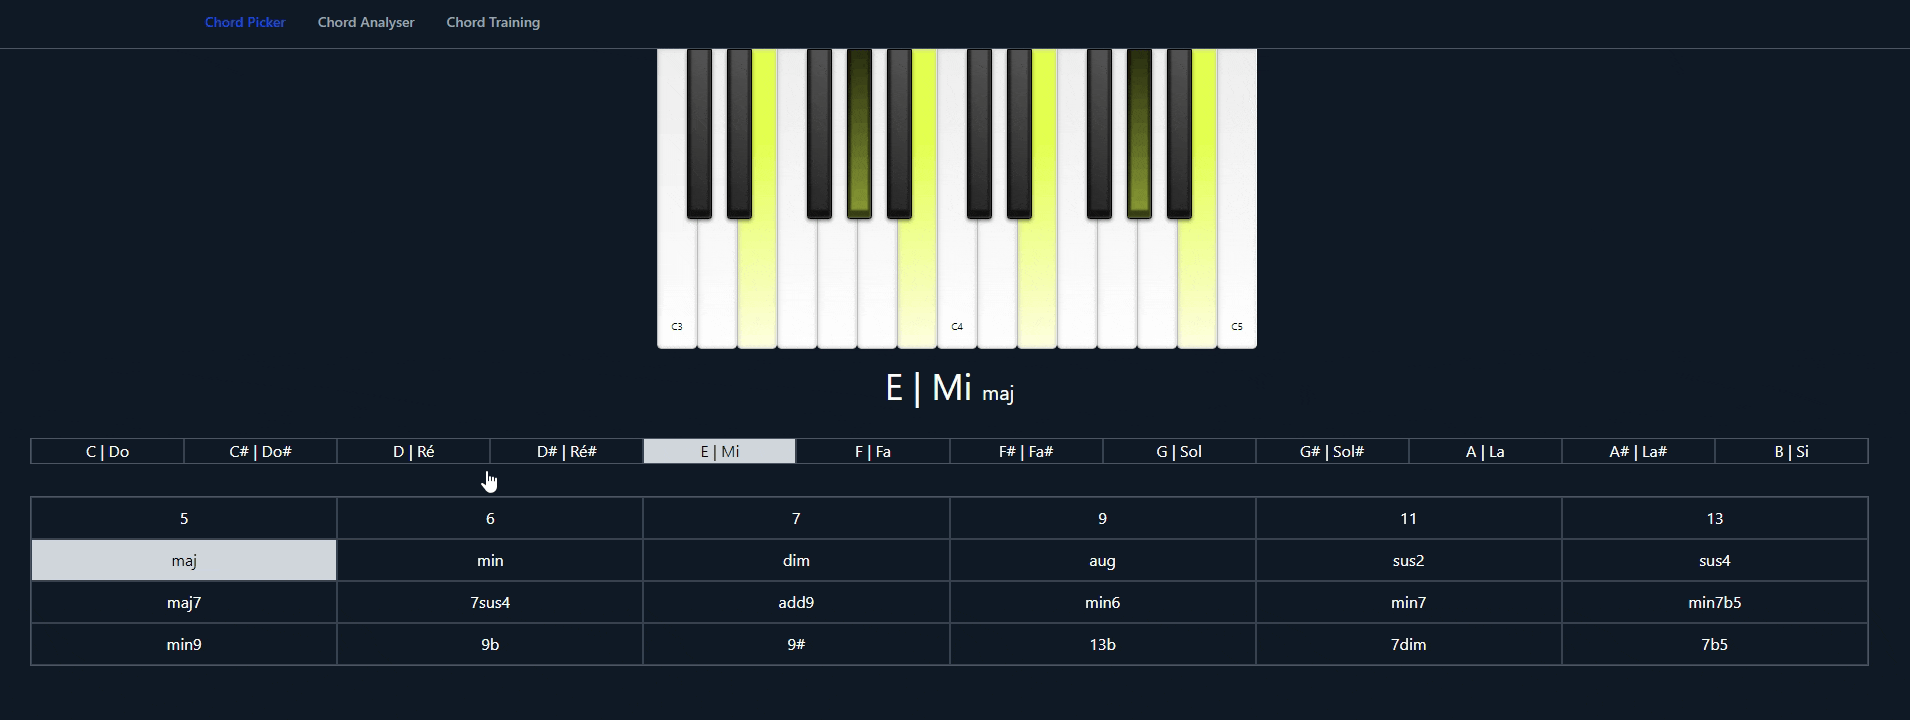 Chord Picker Chord Analyser Chord Training
C3 C4 C5
E | Mi maj
C | Do C# | Do# D | Ré D# | Ré# E | Mi F | Fa F# | Fa# G | Sol G# | Sol# A | La A# | La# B | Si
5 6 7 9 11 13
maj min dim aug sus2 sus4
maj7 7sus4 add9 min6 min7 min7b5
min9 9b 9# 13b 7dim 7b5